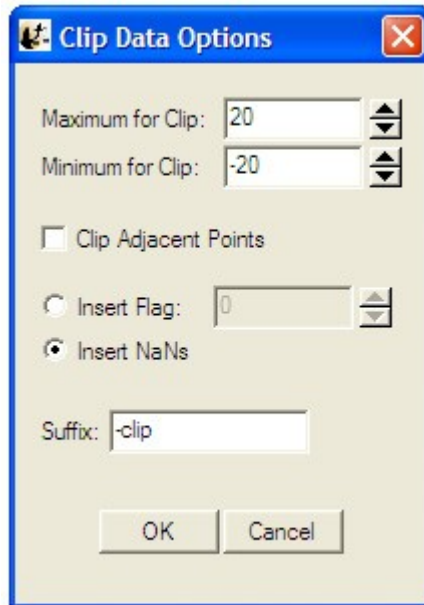 Clip Data Options
Maximum for Clip: 20
Minimum for Clip: -20
Clip Adjacent Points
Insert Flag: 0
Insert NaNs
Suffix: -clip
OK Cancel